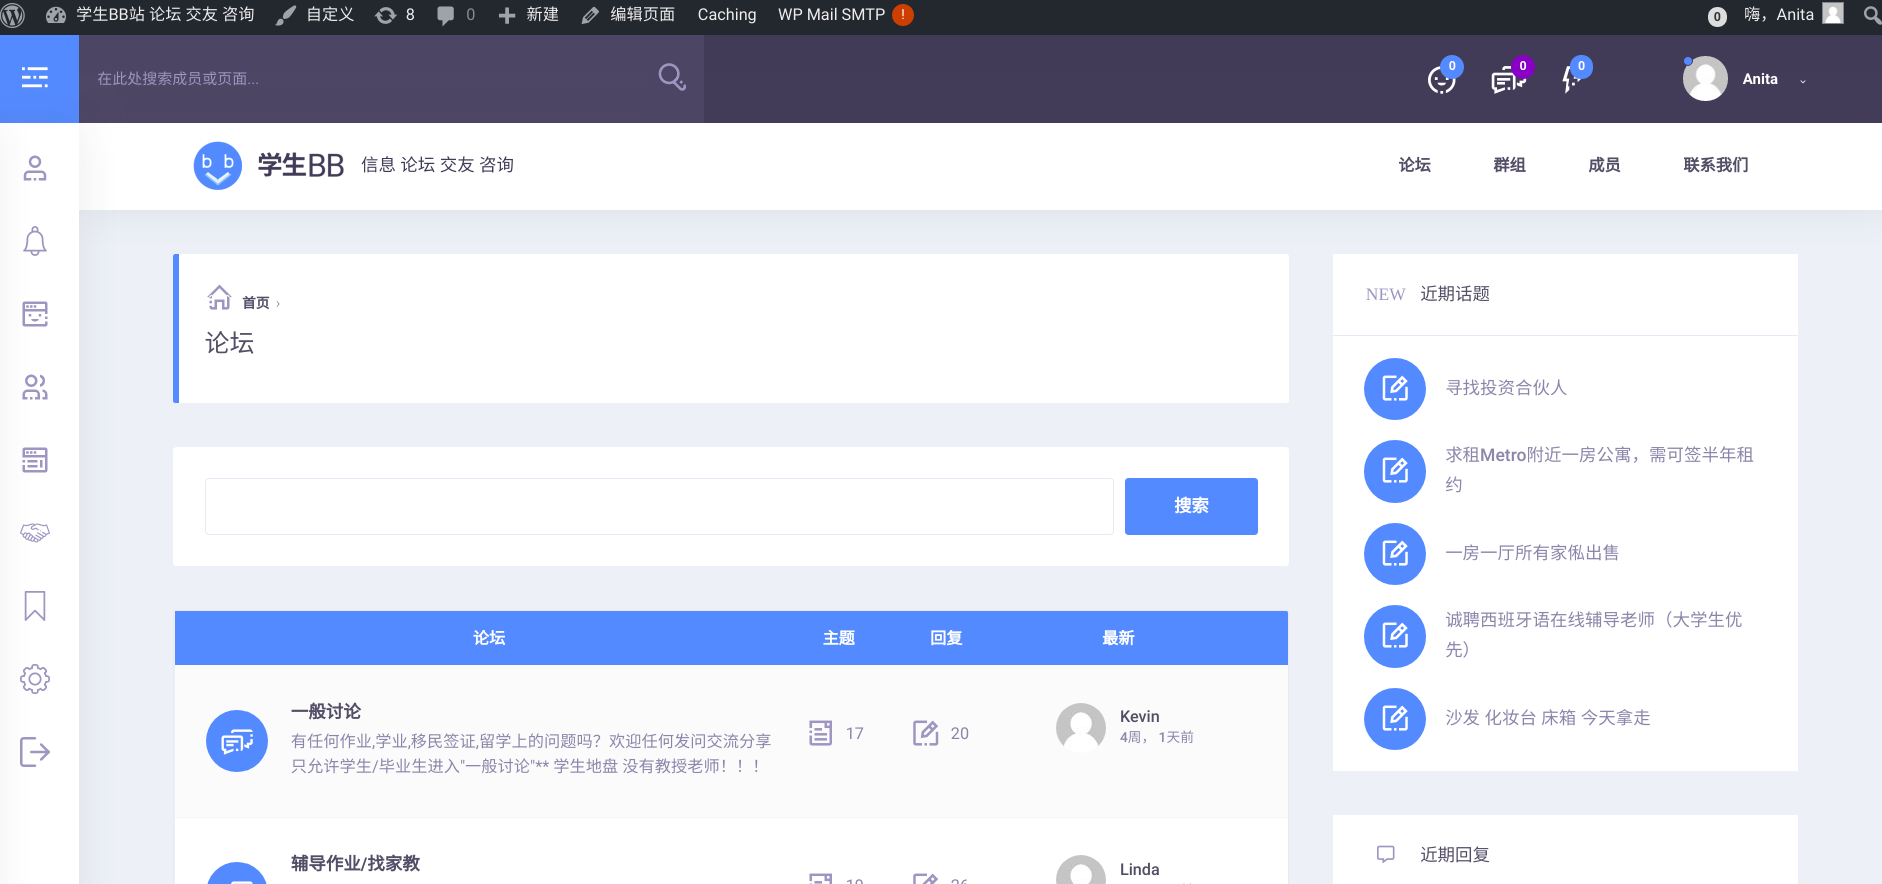 学生BB站 论坛 交友 咨询 自定义 8 0 新建 编辑页面 Caching WP Mail SMTP ! 0 嗨，Anita
在此处搜索成员或页面... 0 0 0 Anita
b b 学生BB 信息 论坛 交友 咨询 论坛 群组 成员 联系我们
首页 ›
论坛
搜索
论坛 主题 回复 最新
一般讨论
有任何作业,学业,移民签证,留学上的问题吗？欢迎任何发问交流分享
只允许学生/毕业生进入"一般讨论"** 学生地盘 没有教授老师！！！
17 20 Kevin
4周， 1天前
辅导作业/找家教
Linda
NEW 近期话题
寻找投资合伙人
求租Metro附近一房公寓，需可签半年租
约
一房一厅所有家俬出售
诚聘西班牙语在线辅导老师（大学生优
先）
沙发 化妆台 床箱 今天拿走
近期回复